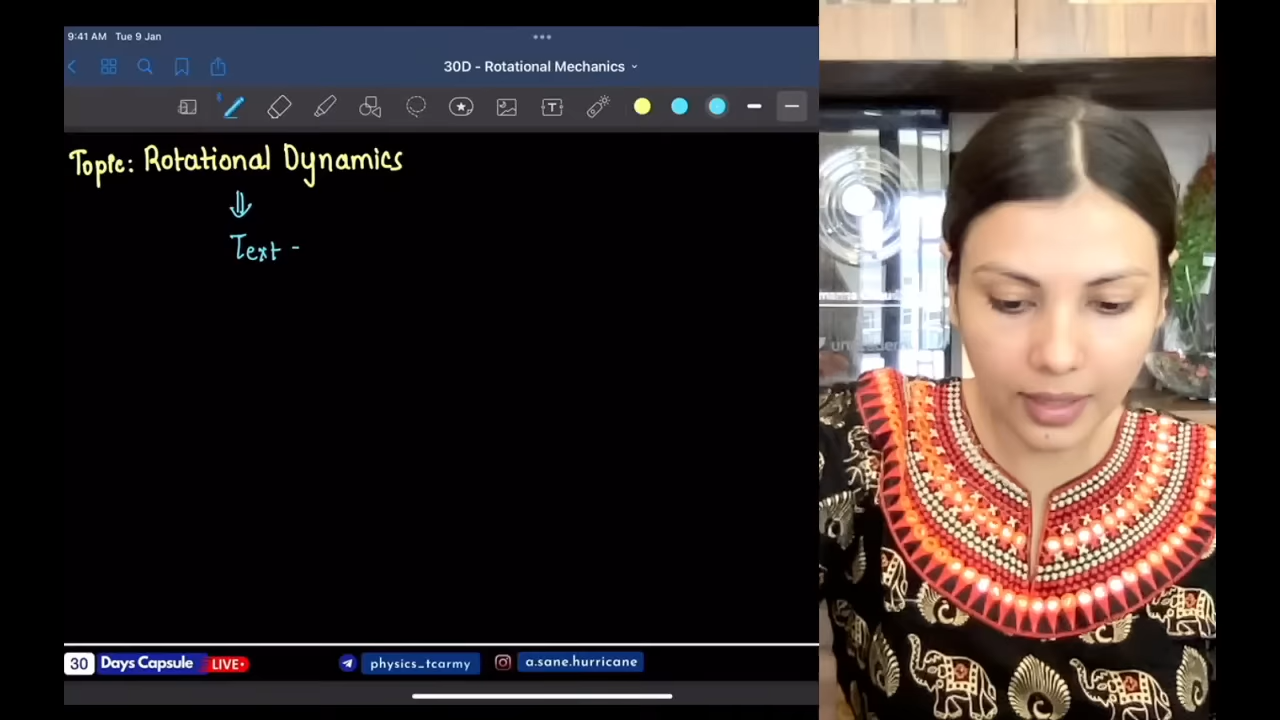 9:41 AM Tue 9 Jan
30D - Rotational Mechanics
Topic: Rotational Dynamics
Text -
30 Days Capsule LIVE
physics_tcarmy
a.sane.hurricane